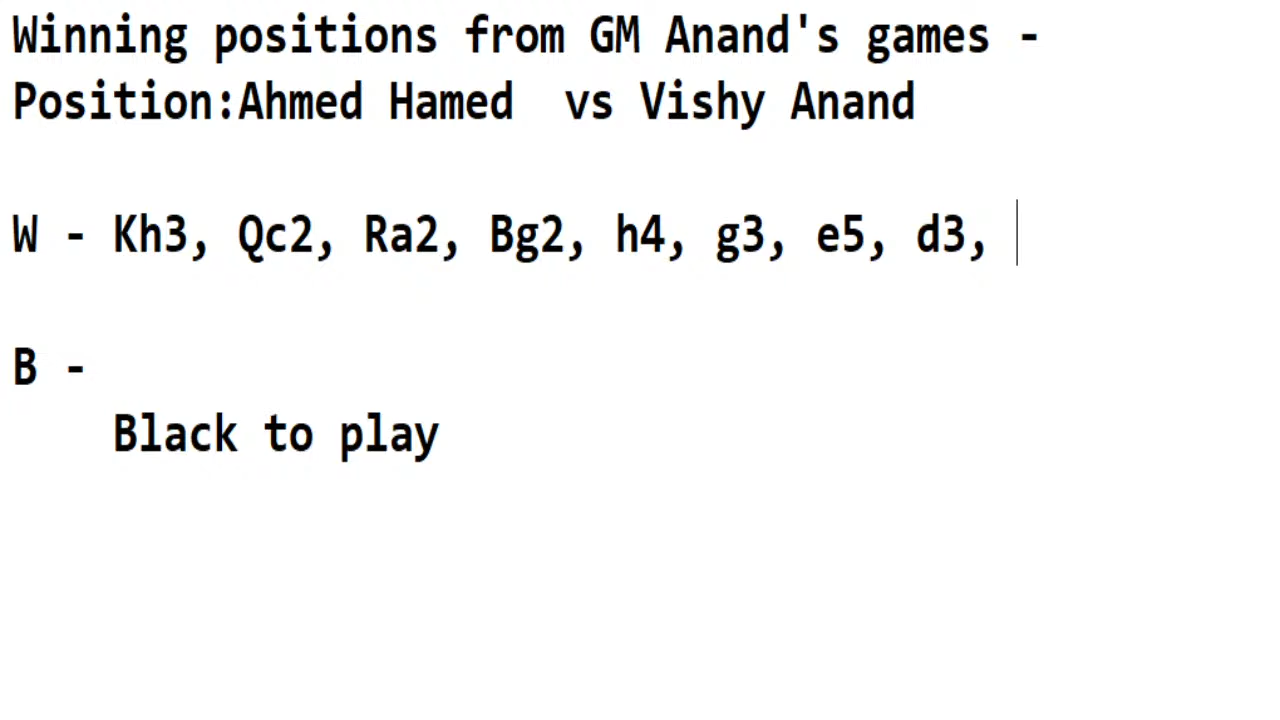 Winning positions from GM Anand's games -
Position:Ahmed Hamed  vs Vishy Anand
W - Kh3, Qc2, Ra2, Bg2, h4, g3, e5, d3,
B -
Black to play